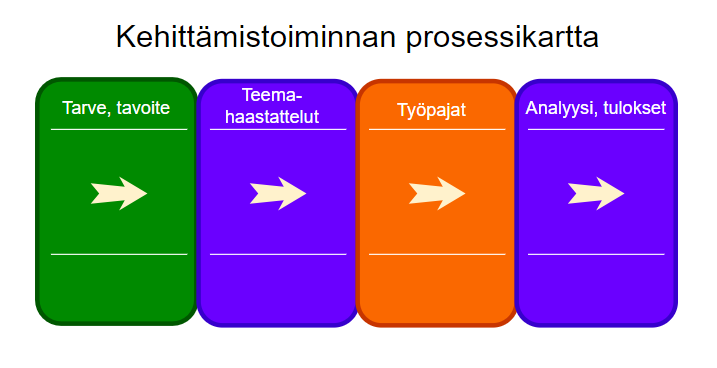 Kehittämistoiminnan prosessikartta
Tarve, tavoite
Teema-
haastattelut
Työpajat
Analyysi, tulokset